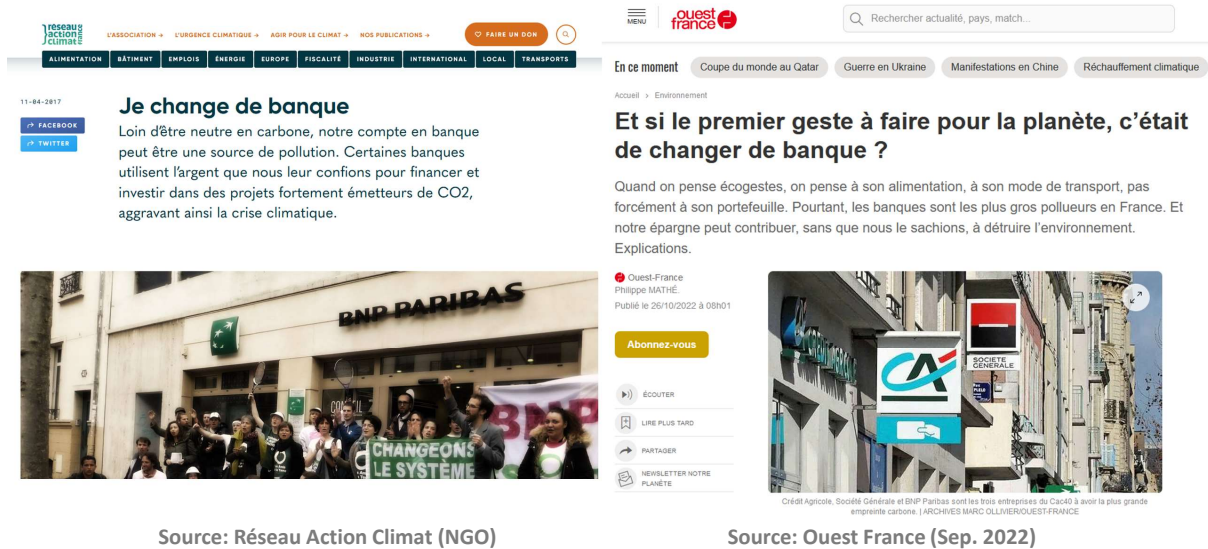 réseau
action
climat
france
L'ASSOCIATION → L'URGENCE CLIMATIQUE → AGIR POUR LE CLIMAT → NOS PUBLICATIONS →
♡ FAIRE UN DON
ALIMENTATION BÂTIMENT EMPLOIS ÉNERGIE EUROPE FISCALITÉ INDUSTRIE INTERNATIONAL LOCAL TRANSPORTS
11-04-2017
FACEBOOK
TWITTER
Je change de banque
Loin d'être neutre en carbone, notre compte en banque
peut être une source de pollution. Certaines banques
utilisent l'argent que nous leur confions pour financer et
investir dans des projets fortement émetteurs de CO2,
aggravant ainsi la crise climatique.
BNP PARIBAS
CONSEIL
BNP
CHANGEONS
LE SYSTÈME
Source: Réseau Action Climat (NGO)
MENU
ouest
france
Rechercher actualité, pays, match...
En ce moment Coupe du monde au Qatar Guerre en Ukraine Manifestations en Chine Réchauffement climatique
Accueil > Environnement
Et si le premier geste à faire pour la planète, c'était
de changer de banque ?
Quand on pense écogestes, on pense à son alimentation, à son mode de transport, pas
forcément à son portefeuille. Pourtant, les banques sont les plus gros pollueurs en France. Et
notre épargne peut contribuer, sans que nous le sachions, à détruire l'environnement.
Explications.
Ouest-France
Philippe MATHÉ.
Publié le 26/10/2022 à 08h01
Abonnez-vous
ÉCOUTER
LIRE PLUS TARD
PARTAGER
NEWSLETTER NOTRE
PLANÈTE
CA
SOCIETE
GENERALE
Crédit Agricole, Société Générale et BNP Paribas sont les trois entreprises du Cac40 à avoir la plus grande
empreinte carbone. | ARCHIVES MARC OLLIVIER/OUEST-FRANCE
Source: Ouest France (Sep. 2022)